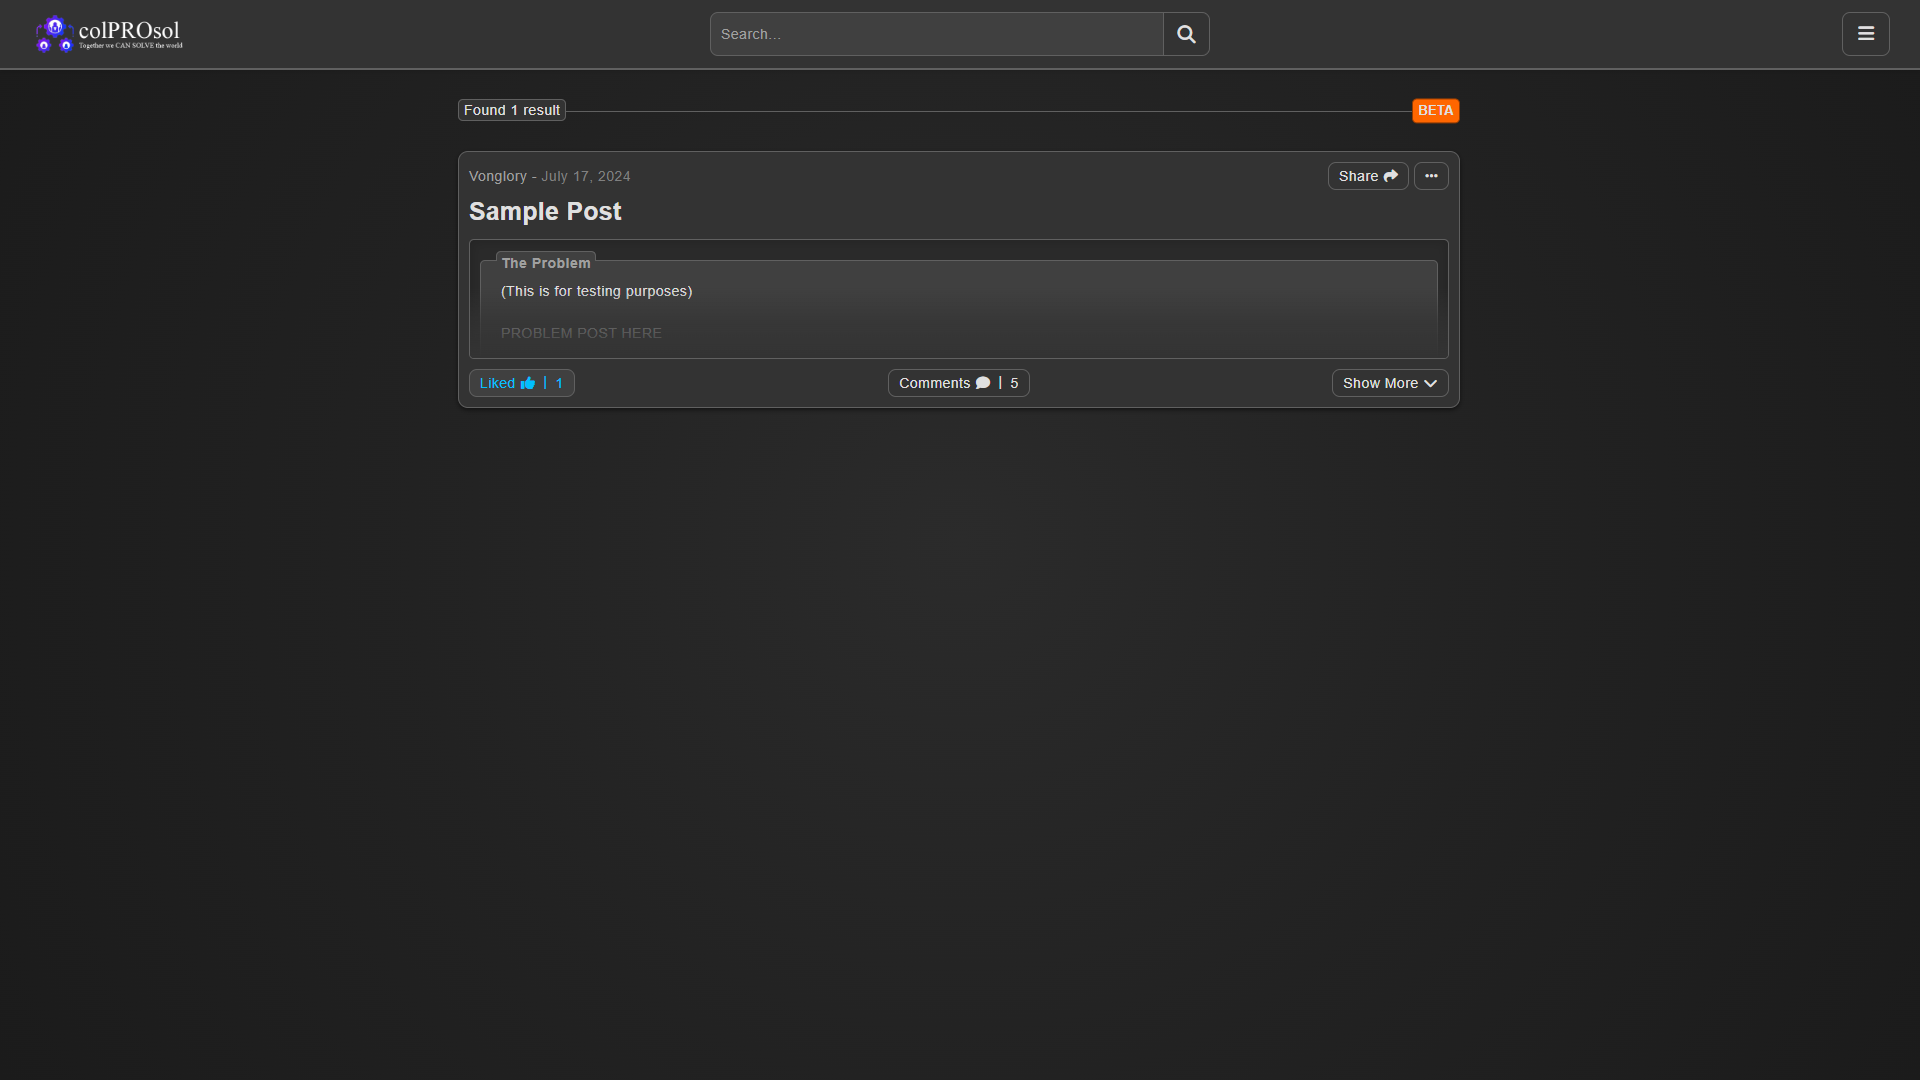 colPROsol
Together we CAN SOLVE the world
Search...
Found 1 result
BETA
Vonglory - July 17, 2024
Share
Sample Post
The Problem
(This is for testing purposes)
PROBLEM POST HERE
Liked | 1
Comments | 5
Show More